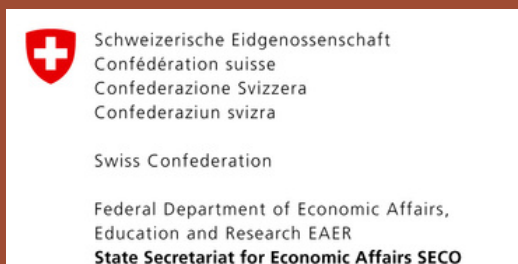 Schweizerische Eidgenossenschaft
Confédération suisse
Confederazione Svizzera
Confederaziun svizra
Swiss Confederation
Federal Department of Economic Affairs,
Education and Research EAER
State Secretariat for Economic Affairs SECO